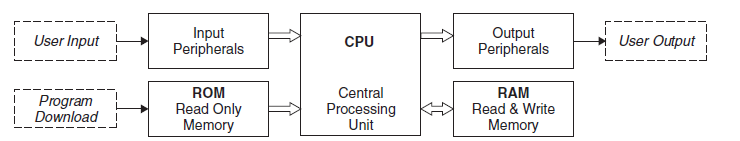 User Input
Input
Peripherals
CPU
Output
Peripherals
User Output
Program
Download
ROM
Read Only
Memory
Central
Processing
Unit
RAM
Read & Write
Memory